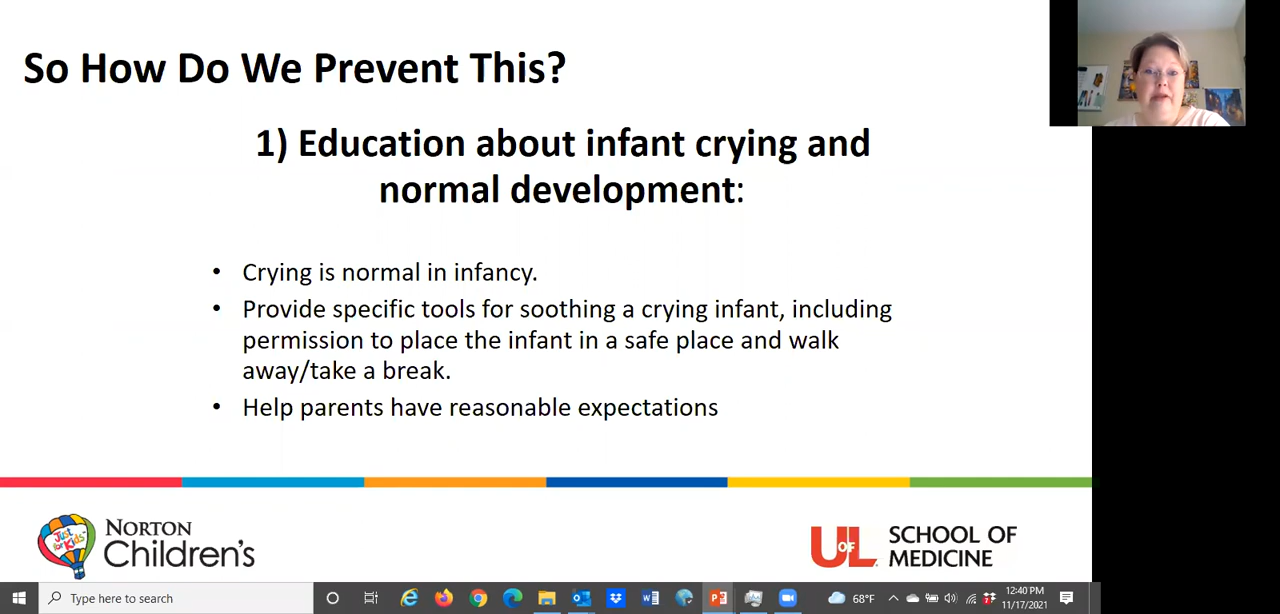 So How Do We Prevent This?
1) Education about infant crying and
normal development:
• Crying is normal in infancy.
• Provide specific tools for soothing a crying infant, including
permission to place the infant in a safe place and walk
away/take a break.
• Help parents have reasonable expectations
Just for Kids
NORTON
Children's
UofL
SCHOOL OF
MEDICINE
Type here to search
68°F
12:40 PM
11/17/2021